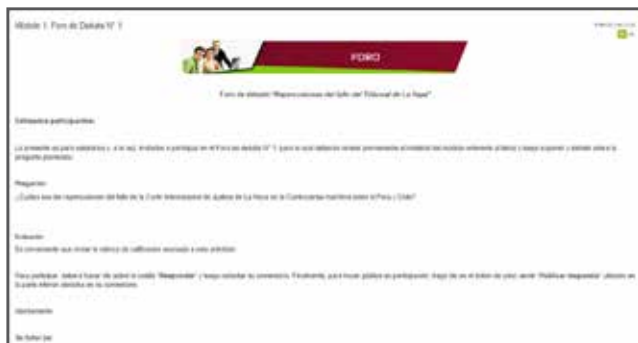 Módulo 1: Foro de Debate N° 1
FORO
Foro de debate "Repercusiones del fallo del Tribunal de La Haya"
Estimados participantes:
La presente es para saludarlos y, a la vez, invitarlos a participar en el Foro de debate N° 1, para lo cual deberán revisar previamente el material del módulo referente al tema y luego exponer y debatir sobre la
pregunta planteada.
Pregunta:
¿Cuáles son las repercusiones del fallo de la Corte Internacional de Justicia de La Haya en la Controversia marítima entre el Perú y Chile?
Evaluación
Es conveniente que revise la rúbrica de calificación asociada a esta actividad.
Para participar, deberá hacer clic sobre la casilla "Responder" y luego redactar su comentario. Finalmente, para hacer pública su participación, haga clic en el botón de color verde "Publicar respuesta" ubicado en
la parte inferior derecha de su comentario.
Atentamente
Su tutor (a)